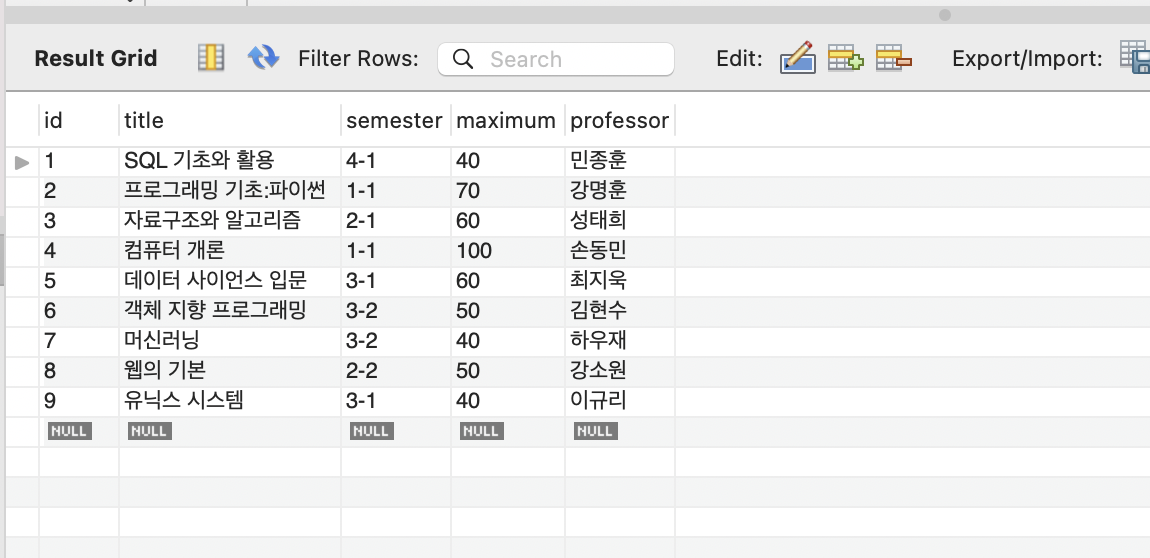 Result Grid Filter Rows: Search Edit: Export/Import:
id title semester maximum professor
1 SQL 기초와 활용 4-1 40 민종훈
2 프로그래밍 기초:파이썬 1-1 70 강명훈
3 자료구조와 알고리즘 2-1 60 성태희
4 컴퓨터 개론 1-1 100 손동민
5 데이터 사이언스 입문 3-1 60 최지욱
6 객체 지향 프로그래밍 3-2 50 김현수
7 머신러닝 3-2 40 하우재
8 웹의 기본 2-2 50 강소원
9 유닉스 시스템 3-1 40 이규리
NULL NULL NULL NULL NULL